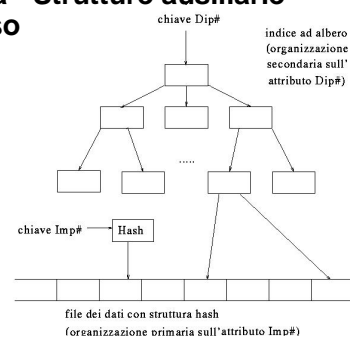 Strutture ausiliarie
so
chiave Dip#
indice ad albero
(organizzazione
secondaria sull'
attributo Dip#)
.....
chiave Imp#
Hash
file dei dati con struttura hash
(organizzazione primaria sull'attributo Imp#)